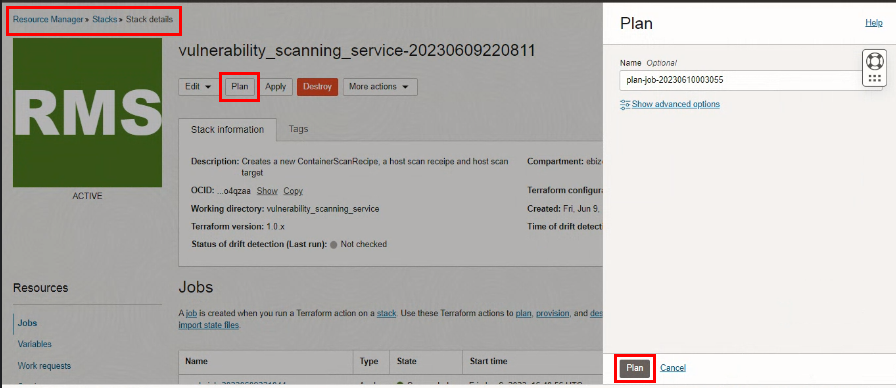 Resource Manager » Stacks » Stack details
RMS
ACTIVE
vulnerability_scanning_service-20230609220811
Edit Plan Apply Destroy More actions
Stack information Tags
Description: Creates a new ContainerScanRecipe, a host scan receipe and host scan
target
OCID: ...o4qzaa Show Copy
Working directory: vulnerability_scanning_service
Terraform version: 1.0.x
Status of drift detection (Last run): Not checked
Compartment: ebiz
Terraform configura
Created: Fri, Jun 9,
Time of drift detecti
Resources
Jobs
Variables
Work requests
Jobs
A job is created when you run a Terraform action on a stack. Use these Terraform actions to plan, provision, and des
import state files.
Name Type State Start time
Plan
Help
Name Optional
plan-job-20230610003055
Show advanced options
Plan Cancel